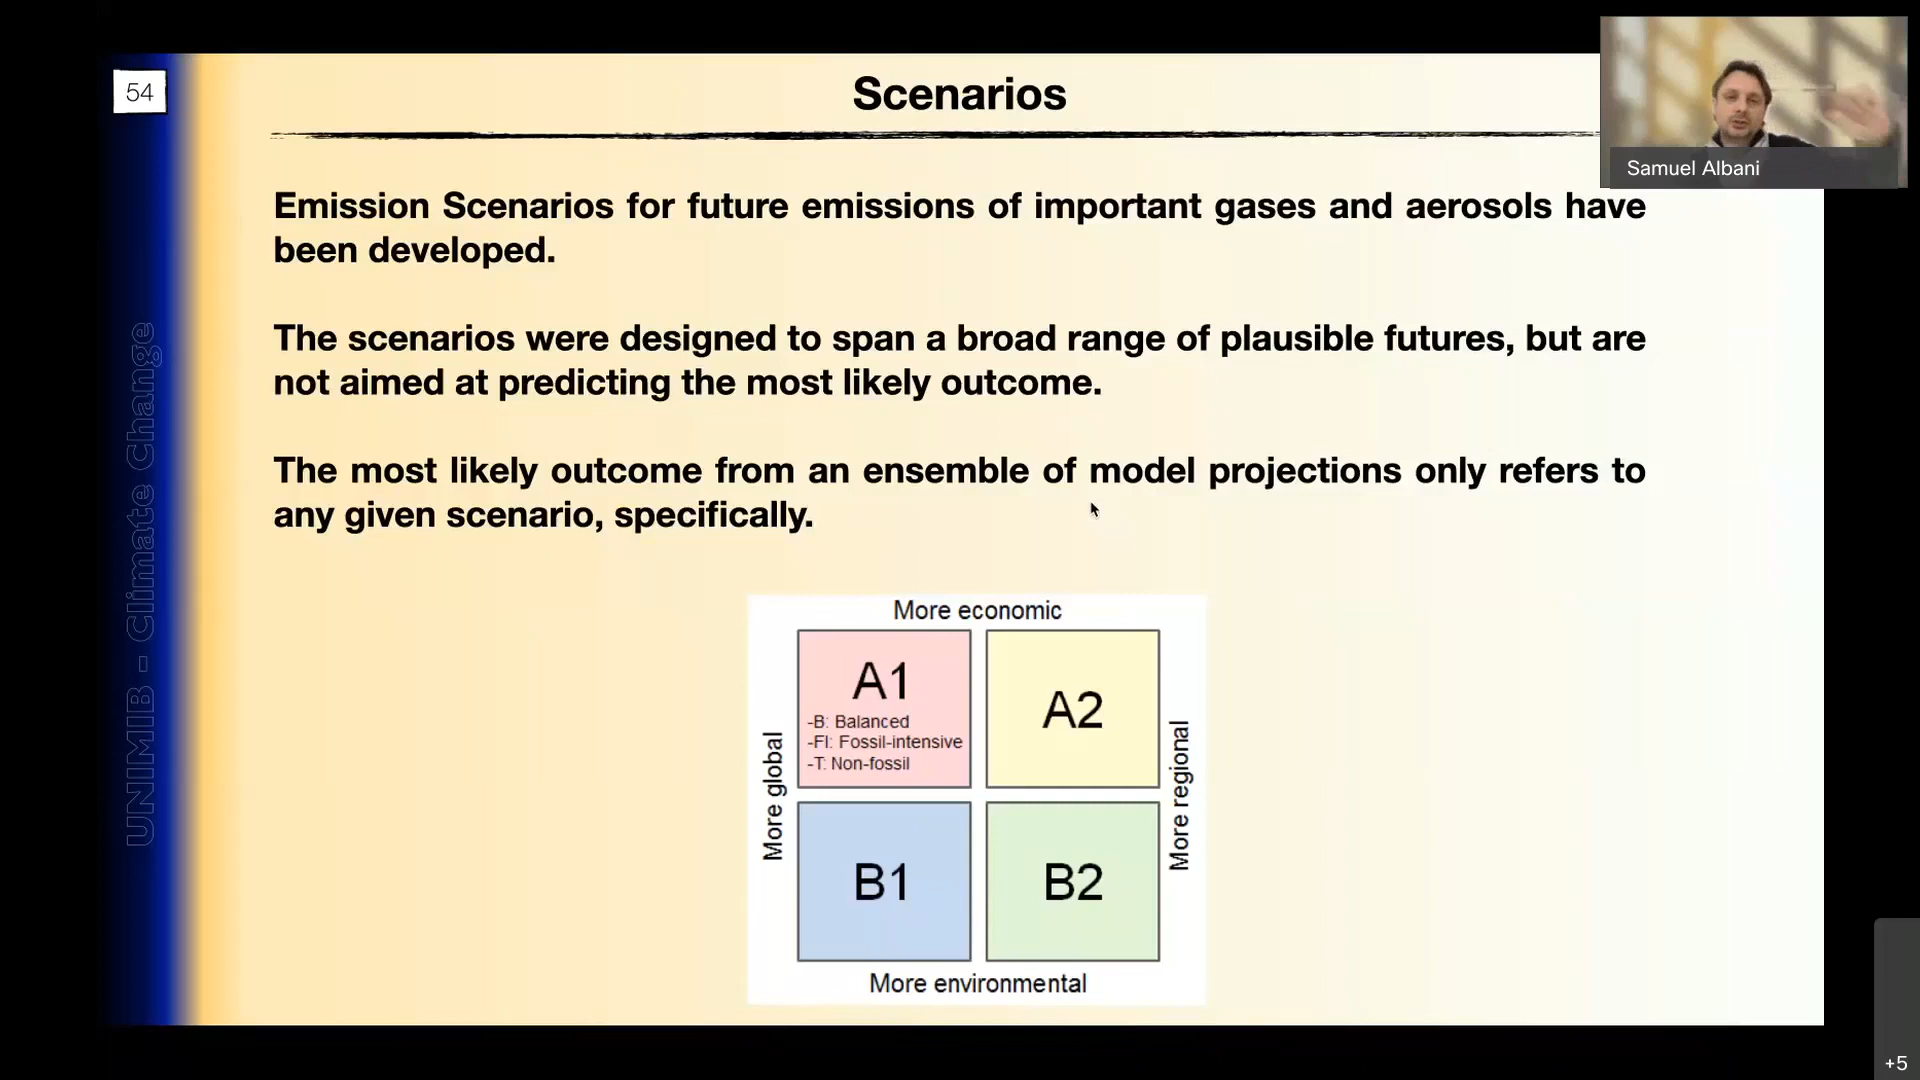 54
Scenarios
Samuel Albani
Emission Scenarios for future emissions of important gases and aerosols have
been developed.
The scenarios were designed to span a broad range of plausible futures, but are
not aimed at predicting the most likely outcome.
The most likely outcome from an ensemble of model projections only refers to
any given scenario, specifically.
UNIMIB - Climate Change
More economic
A1
-B: Balanced
-FI: Fossil-intensive
-T: Non-fossil
A2
More global
More regional
B1
B2
More environmental
+5